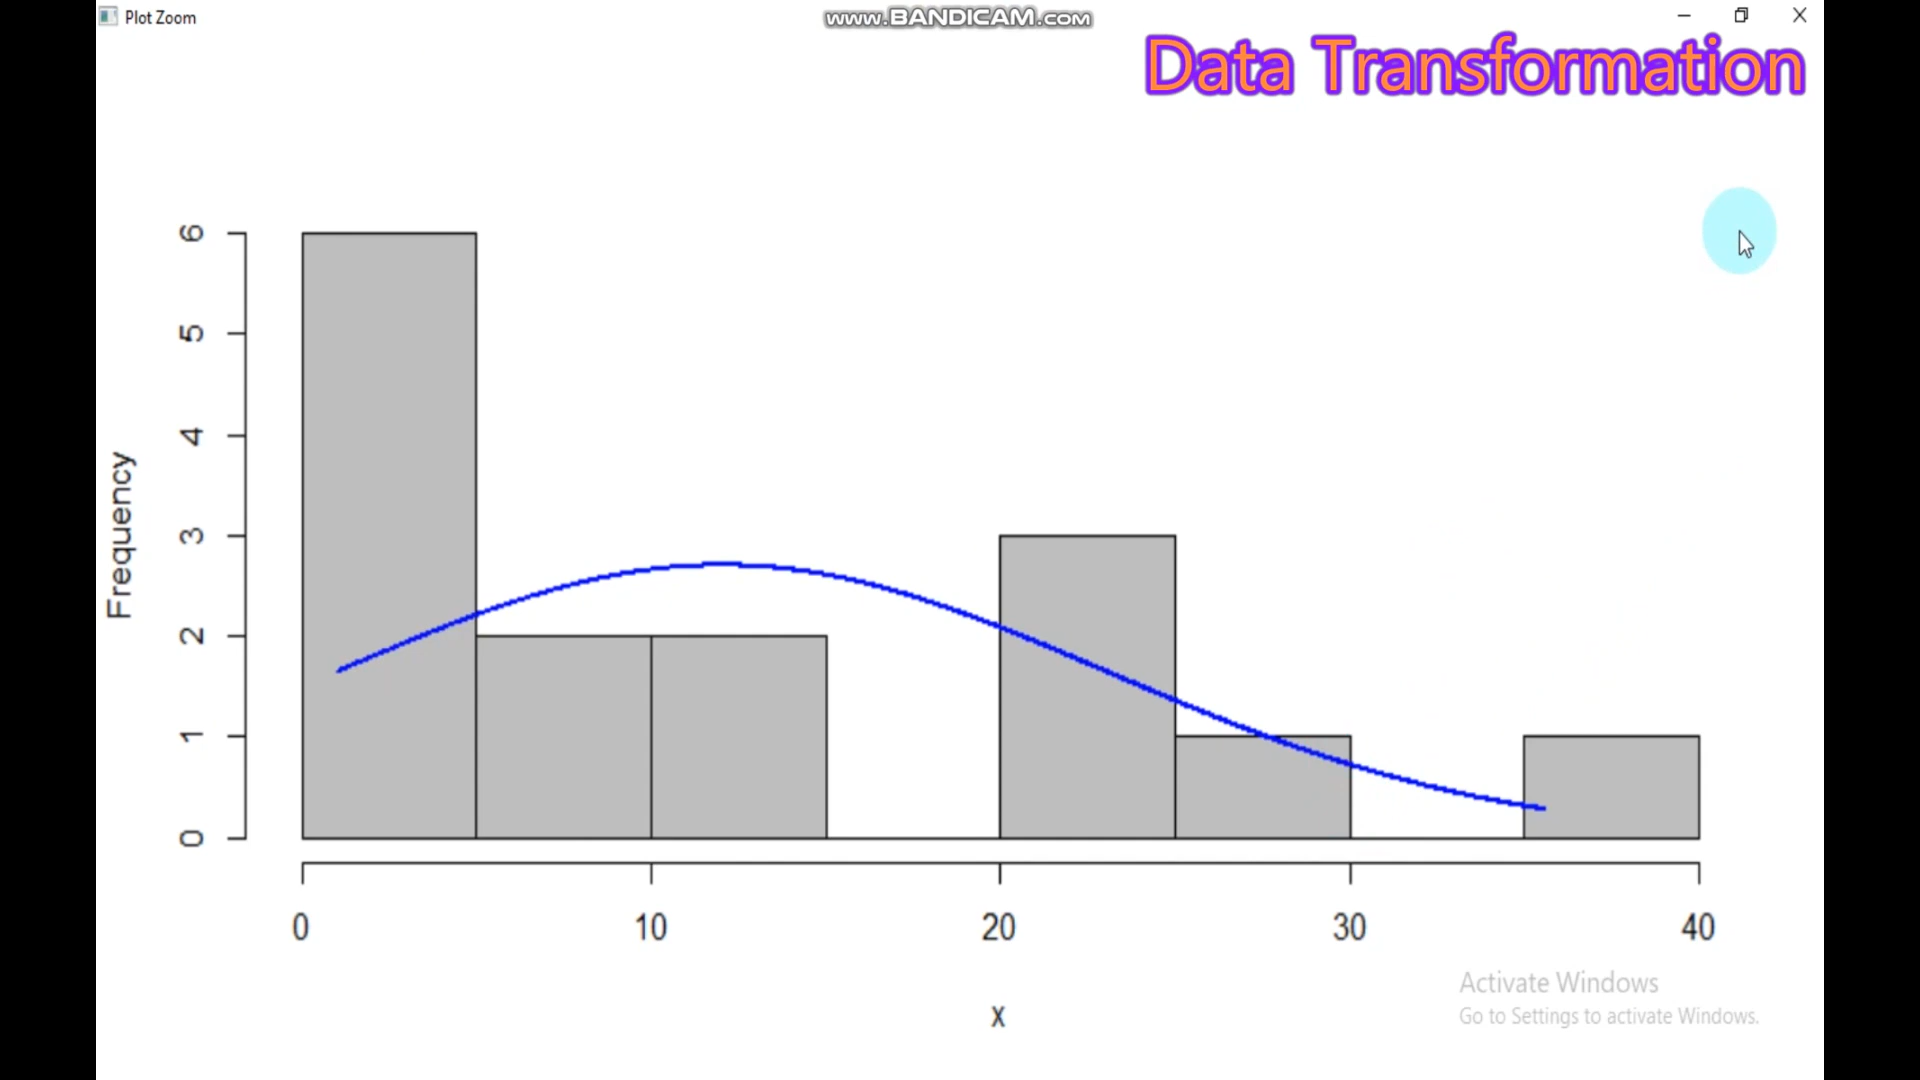 Plot Zoom
www.BANDICAM.com
Data Transformation
6
5
4
3
2
1
0
Frequency
0 10 20 30 40
x
Activate Windows
Go to Settings to activate Windows.